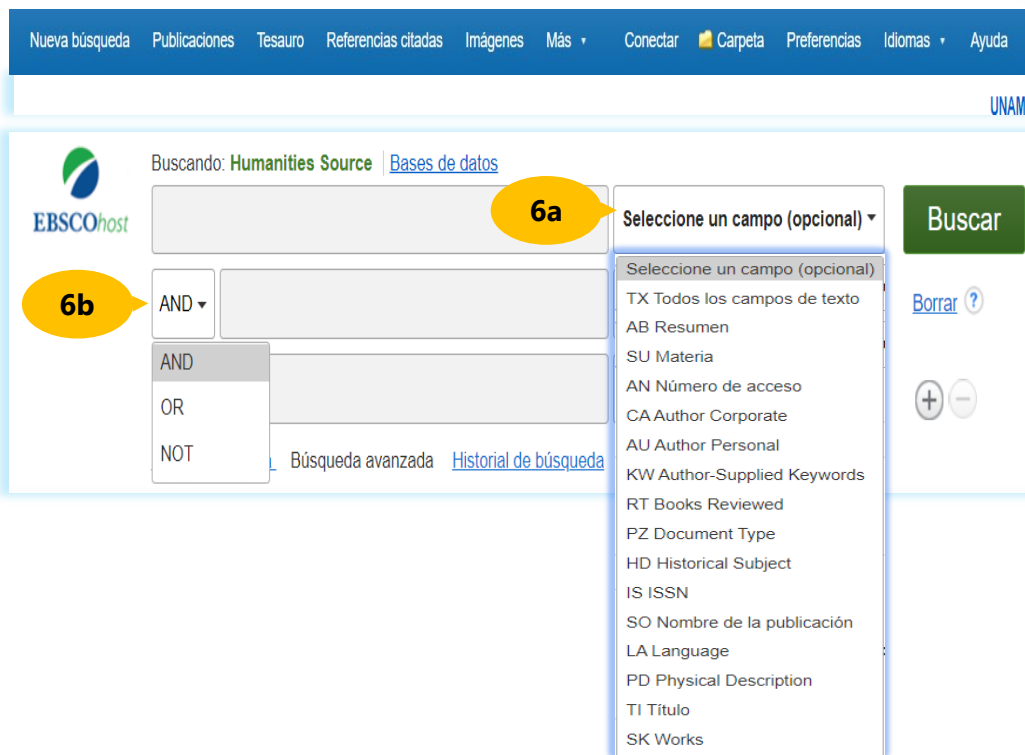 Nueva búsqueda Publicaciones Tesauro Referencias citadas Imágenes Más Conectar Carpeta Preferencias Idiomas Ayuda
UNAM
Buscando: Humanities Source Bases de datos
EBSCOhost
6a
Seleccione un campo (opcional)
Buscar
Seleccione un campo (opcional)
TX Todos los campos de texto
AB Resumen
SU Materia
AN Número de acceso
CA Author Corporate
AU Author Personal
KW Author-Supplied Keywords
RT Books Reviewed
PZ Document Type
HD Historical Subject
IS ISSN
SO Nombre de la publicación
LA Language
PD Physical Description
TI Título
SK Works
6b
AND
Borrar ?
AND
OR
NOT
Búsqueda avanzada Historial de búsqueda